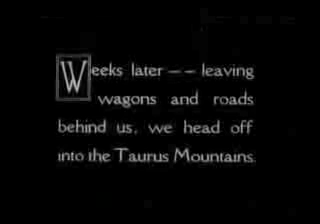 Weeks later -- leaving
wagons and roads
behind us, we head off
into the Taurus Mountains.